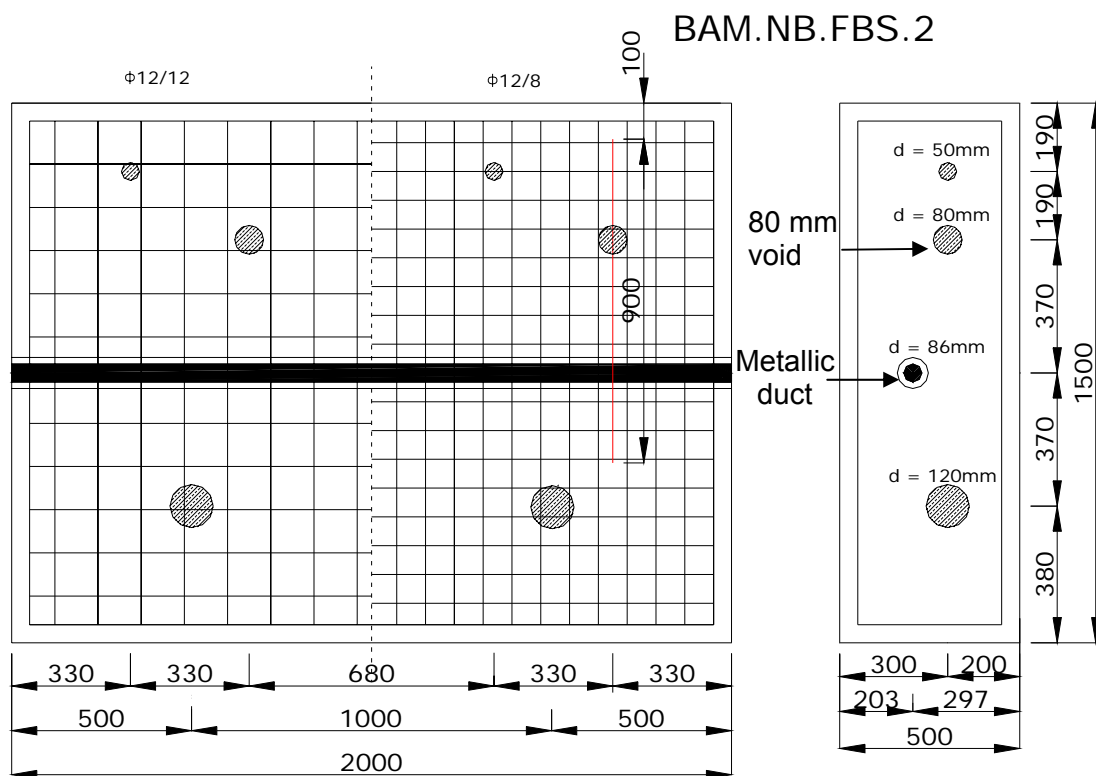 BAM.NB.FBS.2
ϕ12/12
ϕ12/8
100
900
80 mm
void
Metallic
duct
d = 50mm
d = 80mm
d = 86mm
d = 120mm
190
190
370
370
380
1500
330
330
680
330
330
500
1000
500
2000
300
200
203
297
500